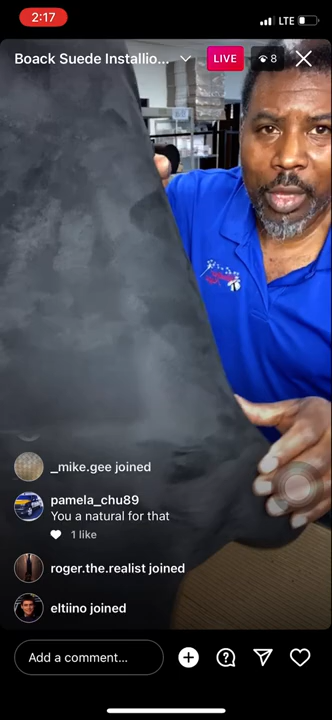 2:17
LTE
Boack Suede Installio...
LIVE
8
_mike.gee joined
pamela_chu89
You a natural for that
1 like
roger.the.realist joined
eltiino joined
Add a comment...